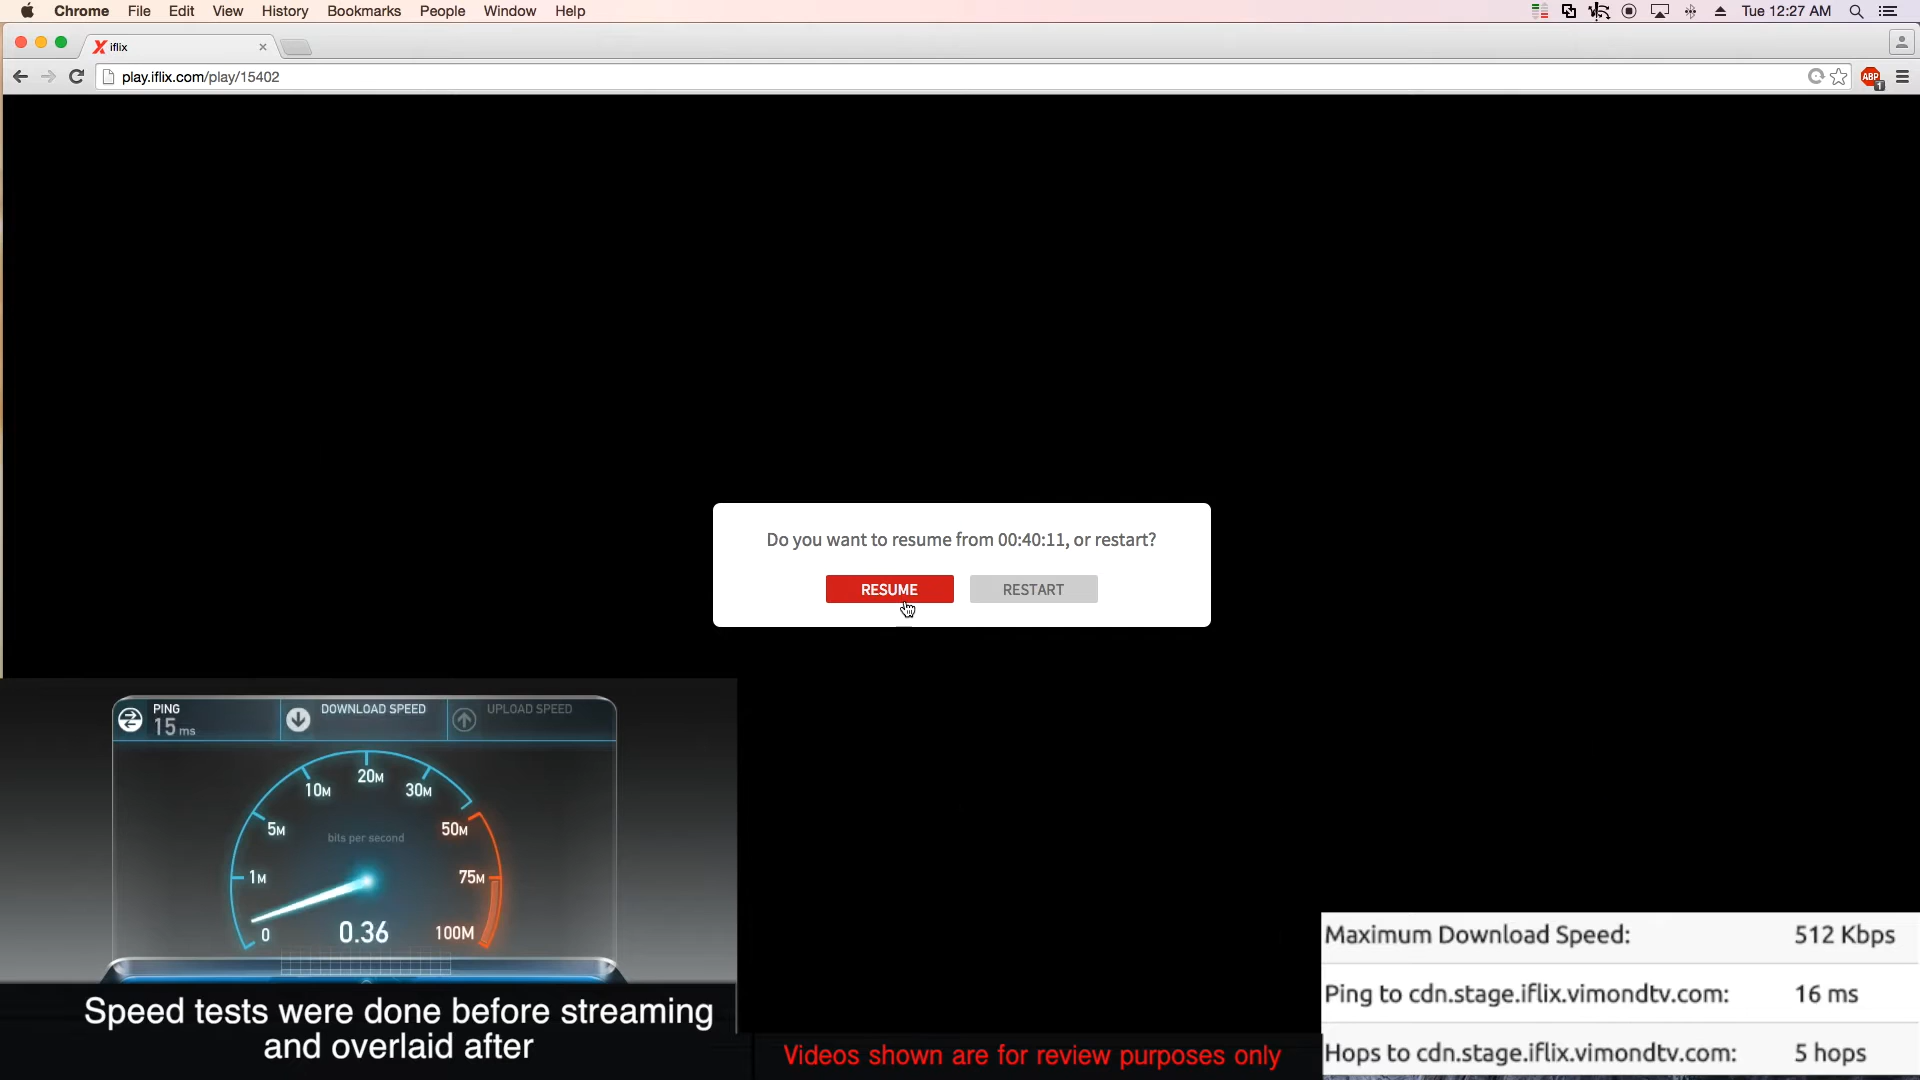 Chrome File Edit View History Bookmarks People Window Help Tue 12:27 AM
iflix
play.iflix.com/play/15402
ABP
1
Do you want to resume from 00:40:11, or restart?
RESUME RESTART
PING
15 ms
DOWNLOAD SPEED
UPLOAD SPEED
20M
10M 30M
5M 50M
bits per second
1M 75M
0 0.36 100M
Speed tests were done before streaming
and overlaid after
Videos shown are for review purposes only
Maximum Download Speed: 512 Kbps
Ping to cdn.stage.iflix.vimondtv.com: 16 ms
Hops to cdn.stage.iflix.vimondtv.com: 5 hops